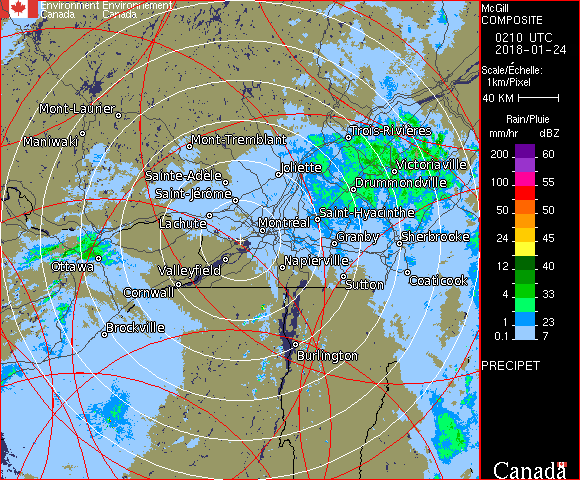 Environment Environnement
Canada Canada
McGill
COMPOSITE
0210 UTC
2018-01-24
Scale/Échelle:
1km/Pixel
40 KM
Rain/Pluie
mm/hr dBZ
200 60
100 55
50 50
24 45
12 40
4 33
1 23
0.1 7
PRECIPET
Canada
Mont-Laurier
Maniwaki
Mont-Tremblant
Trois-Rivières
Joliette
Victoriaville
Sainte-Adèle
Drummondville
Saint-Jérôme
Lachute
Saint-Hyacinthe
Montréal
Granby
Sherbrooke
Ottawa
Valleyfield
Napierville
Sutton
Coaticook
Cornwall
Brockville
Burlington